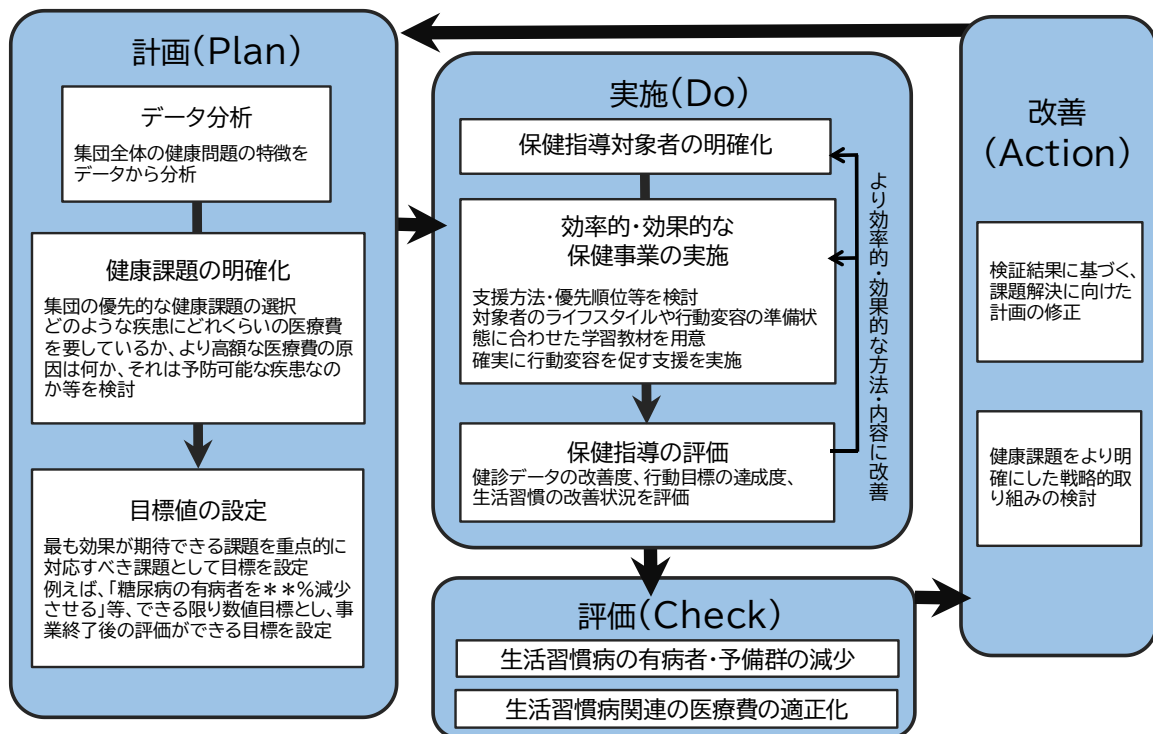 計画(Plan)
データ分析
集団全体の健康問題の特徴を
データから分析
健康課題の明確化
集団の優先的な健康課題の選択
どのような疾患にどれくらいの医療費
を要しているか、より高額な医療費の原
因は何か、それは予防可能な疾患なの
か等を検討
目標値の設定
最も効果が期待できる課題を重点的に
対応すべき課題として目標を設定
例えば、「糖尿病の有病者を＊＊%減少
させる」等、できる限り数値目標とし、事
業終了後の評価ができる目標を設定
実施(Do)
保健指導対象者の明確化
効率的・効果的な
保健事業の実施
支援方法・優先順位等を検討
対象者のライフスタイルや行動変容の準備状
態に合わせた学習教材を用意
確実に行動変容を促す支援を実施
保健指導の評価
健診データの改善度、行動目標の達成度、
生活習慣の改善状況を評価
より効率的・効果的な方法・内容に改善
評価(Check)
生活習慣病の有病者・予備群の減少
生活習慣病関連の医療費の適正化
改善
(Action)
検証結果に基づく、
課題解決に向けた
計画の修正
健康課題をより明
確にした戦略的取
り組みの検討